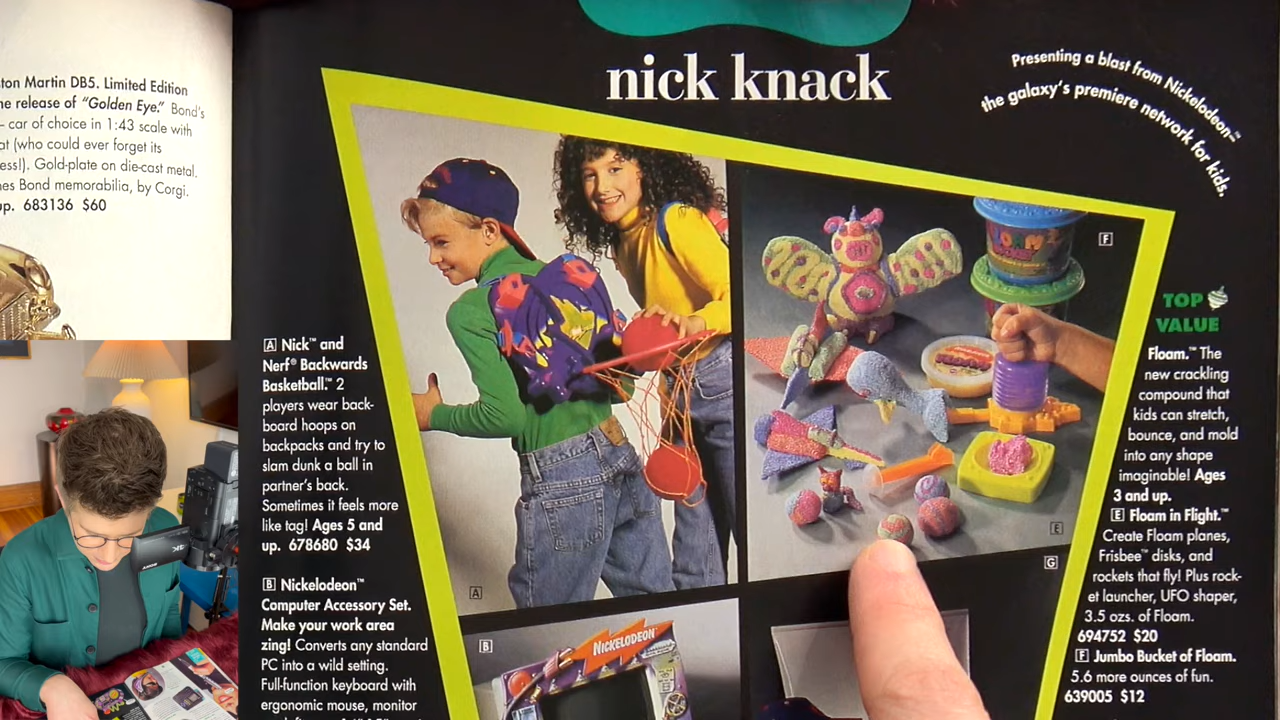 ton Martin DB5. Limited Edition
he release of "Golden Eye." Bond's
car of choice in 1:43 scale with
at (who could ever forget its
ess!). Gold-plate on die-cast metal.
nes Bond memorabilia, by Corgi.
up. 683136 $60
nick knack
Presenting a blast from Nickelodeon–™
the galaxy's premiere network for kids.
A Nick™ and
Nerf® Backwards
Basketball.™ 2
players wear back-
board hoops on
backpacks and try to
slam dunk a ball in
partner's back.
Sometimes it feels more
like tag! Ages 5 and
up. 678680 $34
B Nickelodeon™
Computer Accessory Set.
Make your work area
zing! Converts any standard
PC into a wild setting.
Full-function keyboard with
ergonomic mouse, monitor
A
B
NICKELODEON
F
FLOAM
E
G
TOP
VALUE
Floam.™ The
new crackling
compound that
kids can stretch,
bounce, and mold
into any shape
imaginable! Ages
3 and up.
E Floam in Flight.™
Create Floam planes,
Frisbee™ disks, and
rockets that fly! Plus rock-
et launcher, UFO shaper,
3.5 ozs. of Floam.
694752 $20
F Jumbo Bucket of Floam.
5.6 more ounces of fun.
639005 $12
SONY